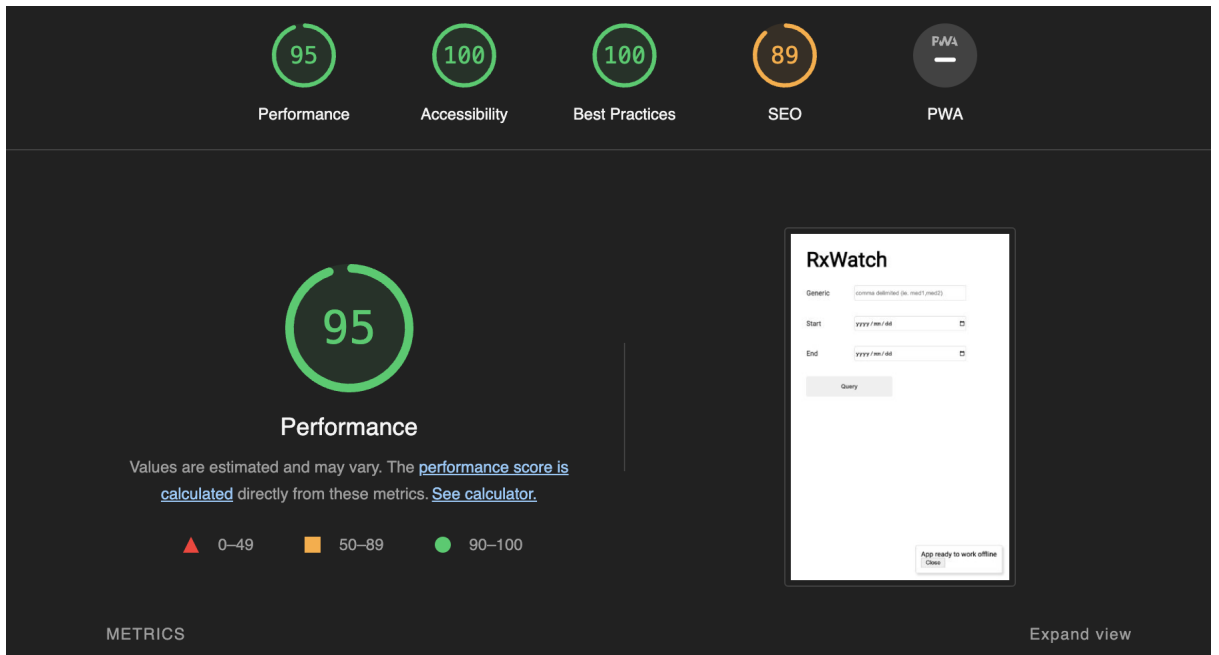 95
100
100
89
PWA
Performance
Accessibility
Best Practices
SEO
PWA
95
Performance
Values are estimated and may vary. The performance score is
calculated directly from these metrics. See calculator.
0–49
50–89
90–100
RxWatch
Generic
comma delimited (ie. med1,med2)
Start
yyyy/mm/dd
End
yyyy/mm/dd
Query
App ready to work offline
Close
METRICS
Expand view